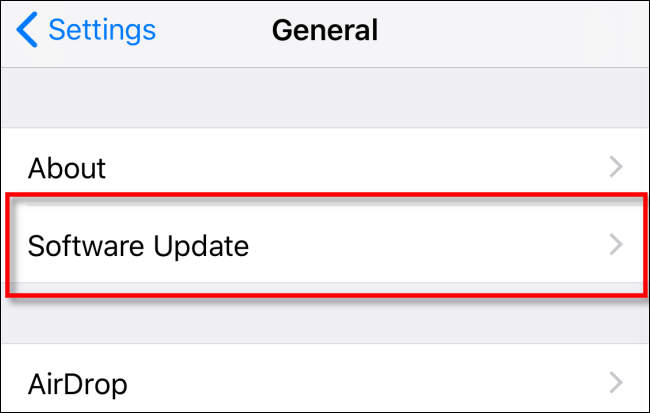 Settings General
About
Software Update
AirDrop